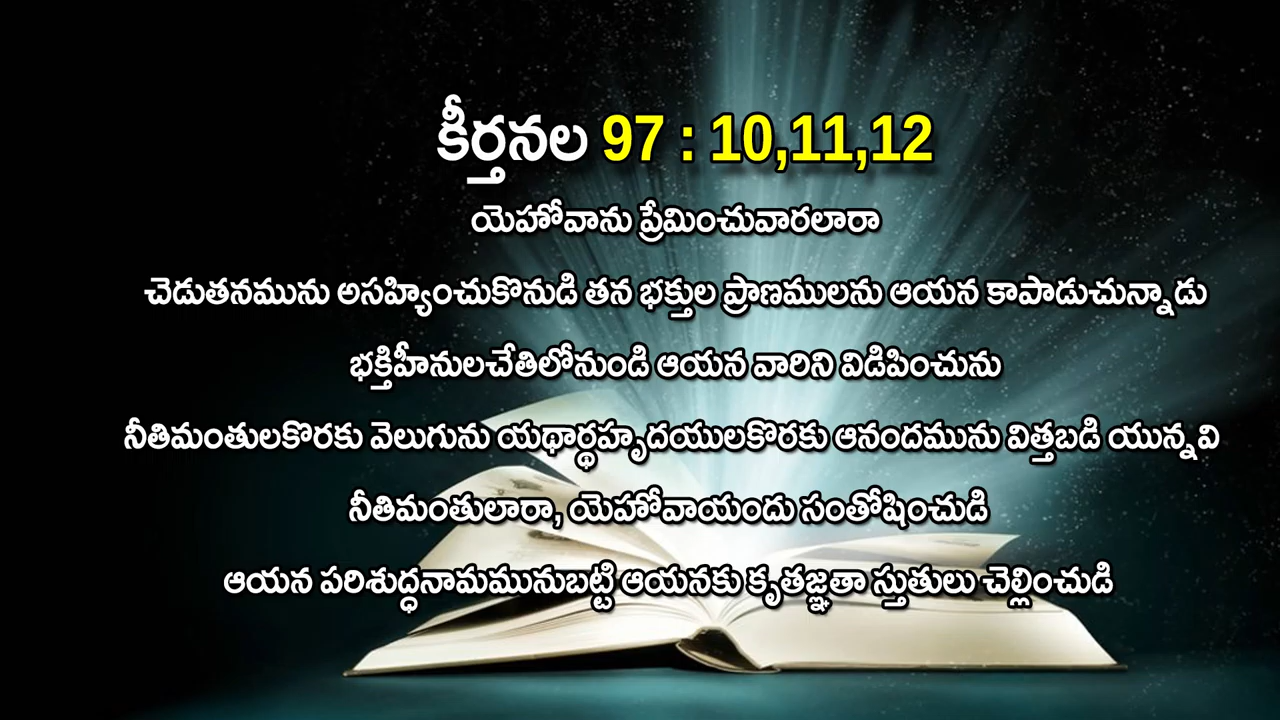 కీర్తనల 97 : 10,11,12
యెహోవాను ప్రేమించువారలారా
చెడుతనమును అసహ్యించుకొనుడి తన భక్తుల ప్రాణములను ఆయన కాపాడుచున్నాడు
భక్తిహీనులచేతిలోనుండి ఆయన వారిని విడిపించును
నీతిమంతులకొరకు వెలుగును యథార్థహృదయులకొరకు ఆనందమును విత్తబడి యున్నవి
నీతిమంతులారా, యెహోవాయందు సంతోషించుడి
ఆయన పరిశుద్ధనామమునుబట్టి ఆయనకు కృతజ్ఞతా స్తుతులు చెల్లించుడి